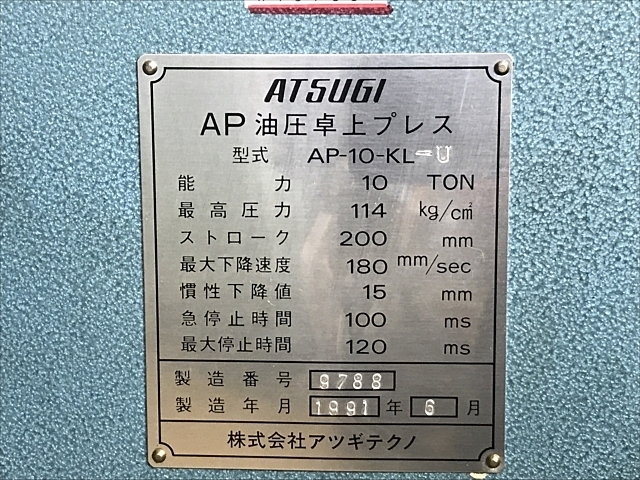 ATSUGI
AP 油圧卓上プレス
型式 AP-10-KL-U
能力 10 TON
最高圧力 114 kg/c㎡
ストローク 200 mm
最大下降速度 180 mm/sec
慣性下降値 15 mm
急停止時間 100 ms
最大停止時間 120 ms
製造番号 9788
製造年月 1991 年 6 月
株式会社アツギテクノ